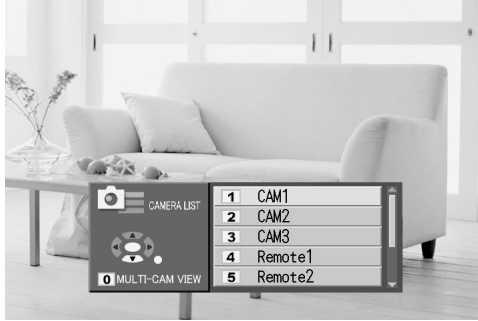 CAMERA LIST
0 MULTI-CAM VIEW
1 CAM1
2 CAM2
3 CAM3
4 Remote1
5 Remote2